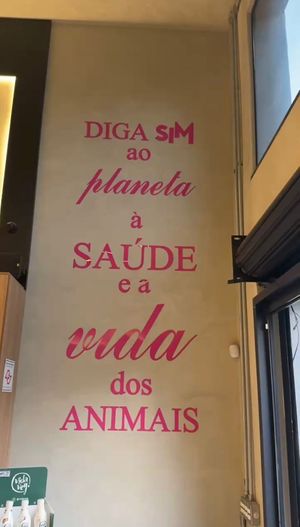 DIGA SIM
ao
planeta
à
SAÚDE
e a
vida
dos
ANIMAIS